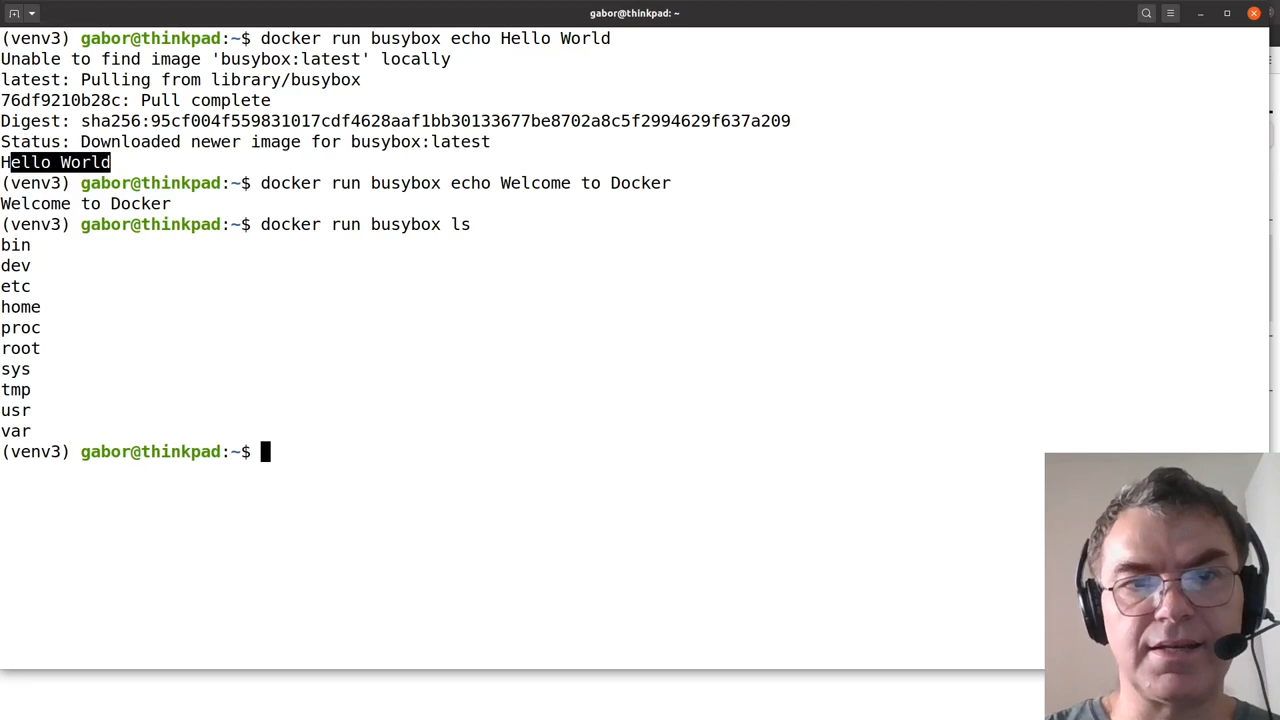 gabor@thinkpad: ~
(venv3) gabor@thinkpad:~$ docker run busybox echo Hello World
Unable to find image 'busybox:latest' locally
latest: Pulling from library/busybox
76df9210b28c: Pull complete
Digest: sha256:95cf004f559831017cdf4628aaf1bb30133677be8702a8c5f2994629f637a209
Status: Downloaded newer image for busybox:latest
Hello World
(venv3) gabor@thinkpad:~$ docker run busybox echo Welcome to Docker
Welcome to Docker
(venv3) gabor@thinkpad:~$ docker run busybox ls
bin
dev
etc
home
proc
root
sys
tmp
usr
var
(venv3) gabor@thinkpad:~$